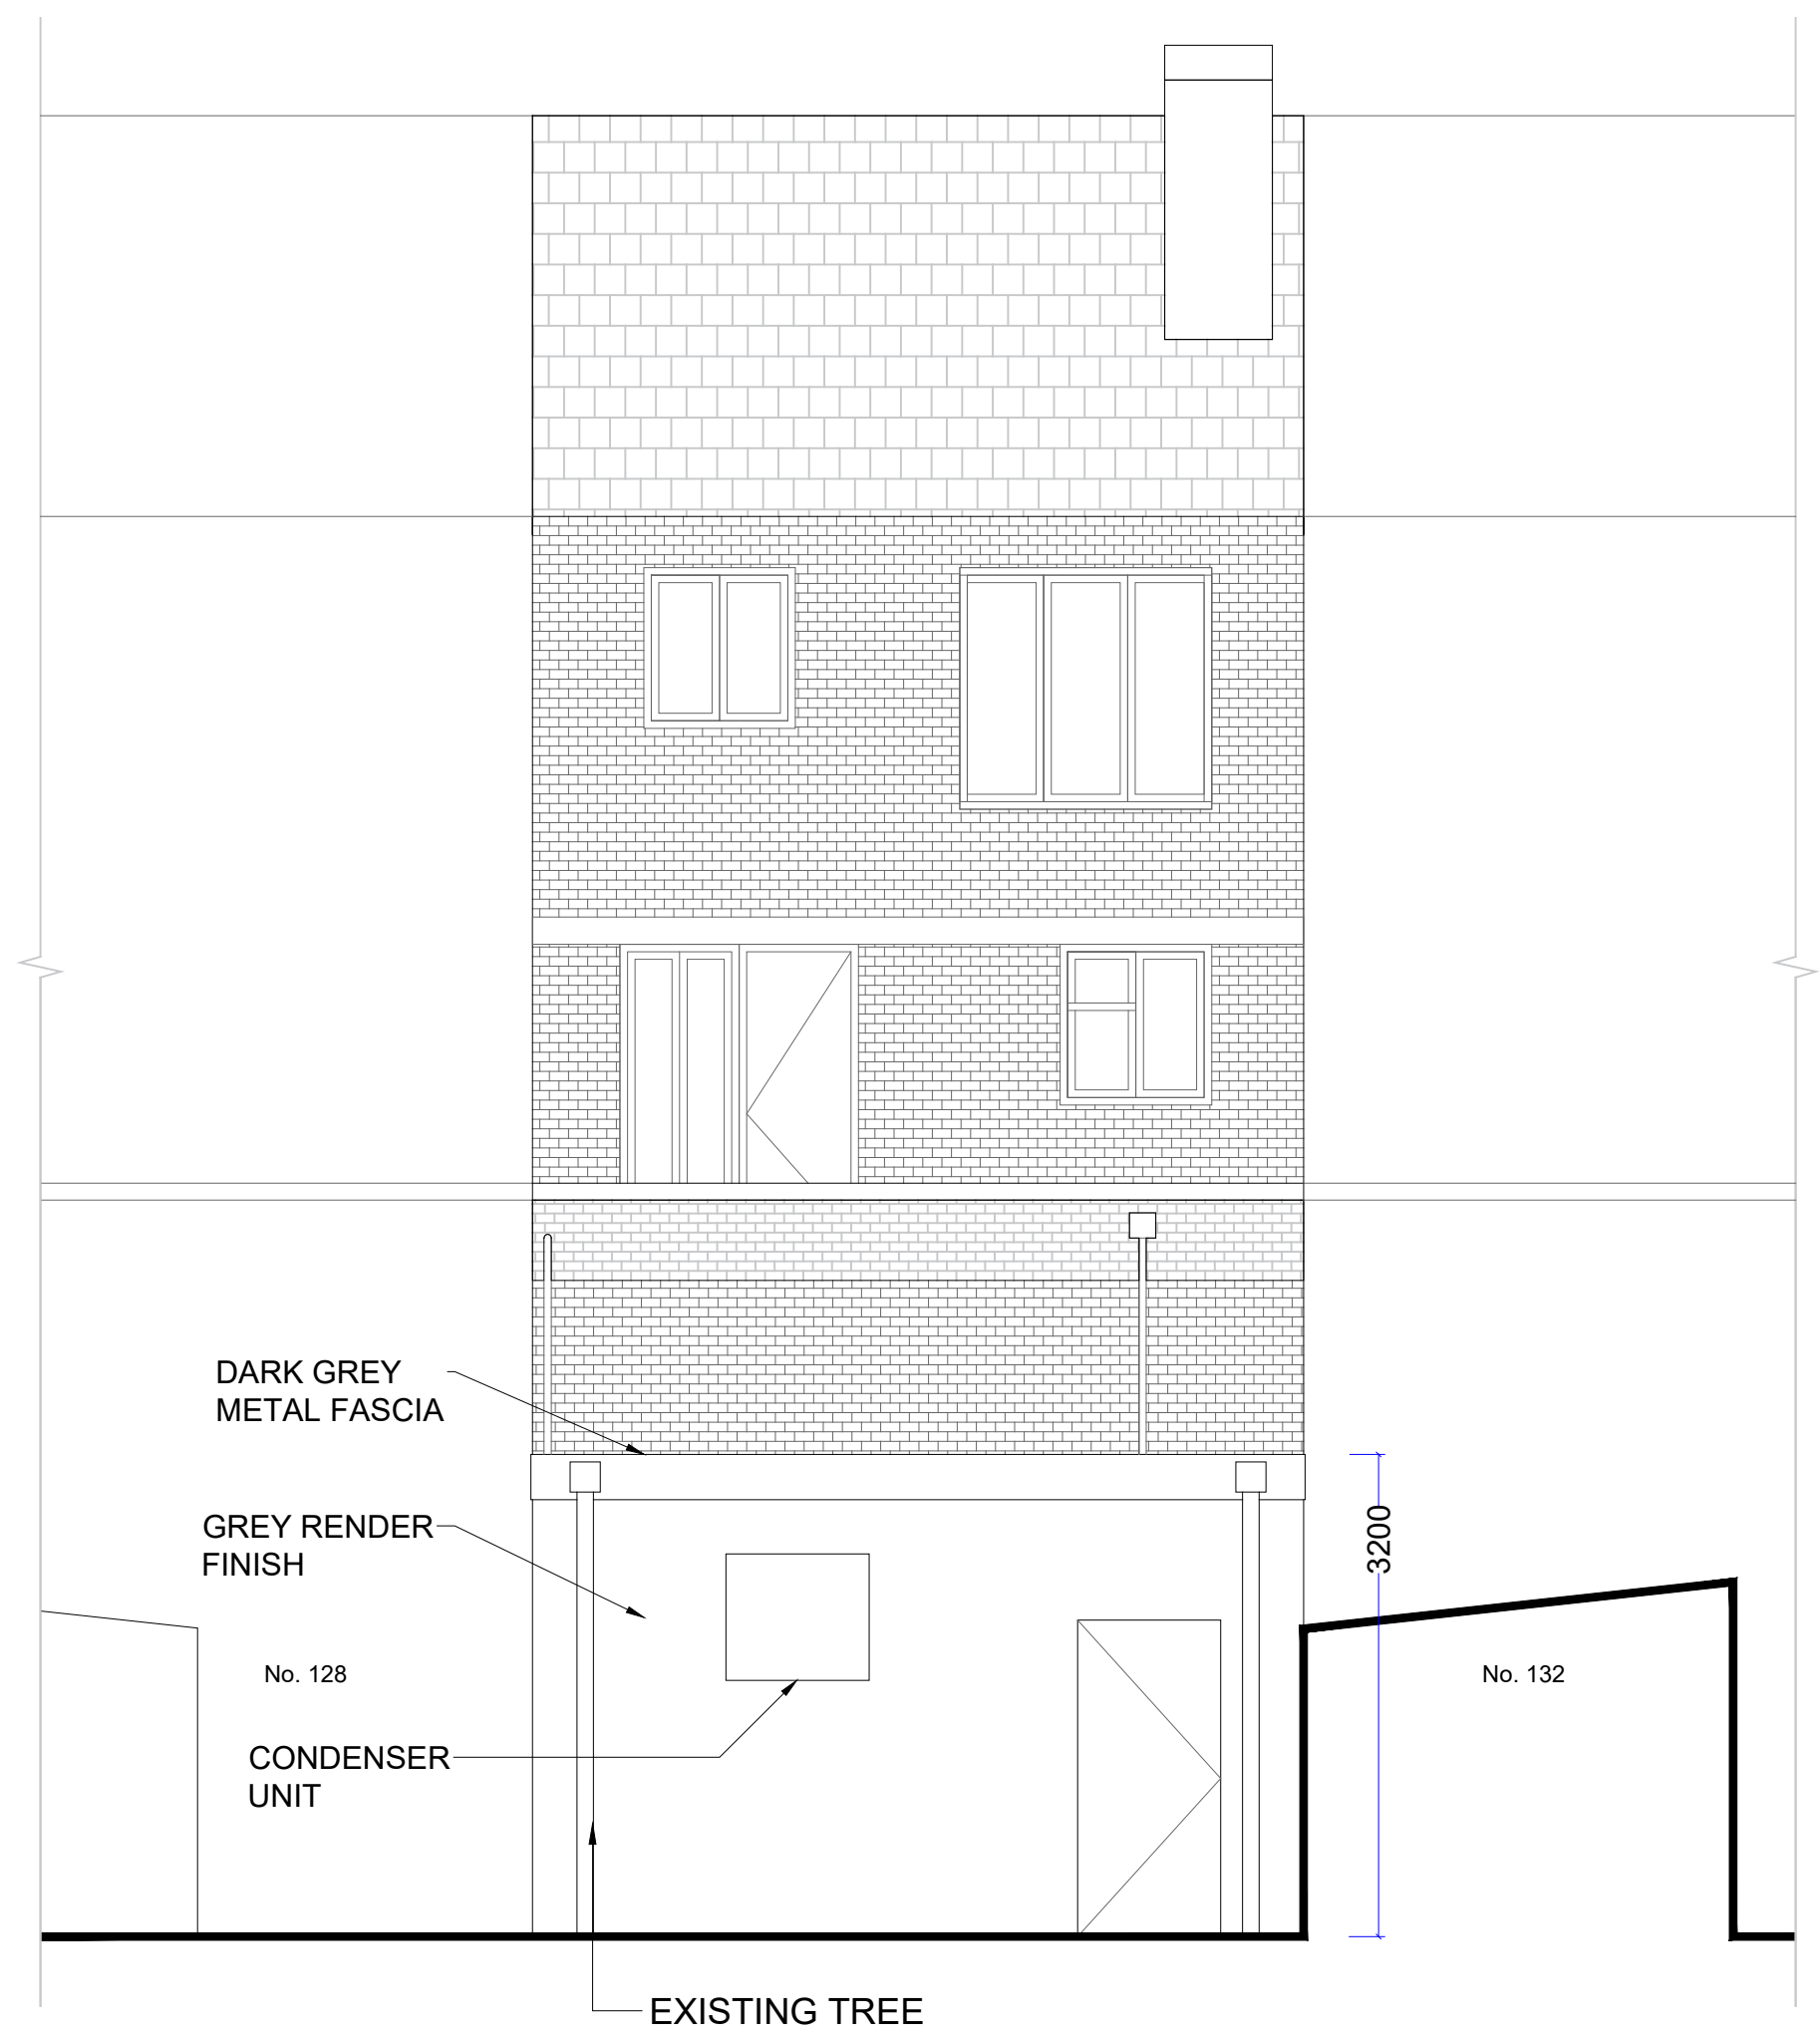 DARK GREY
METAL FASCIA
GREY RENDER
FINISH
3200
No. 128
No. 132
CONDENSER
UNIT
EXISTING TREE